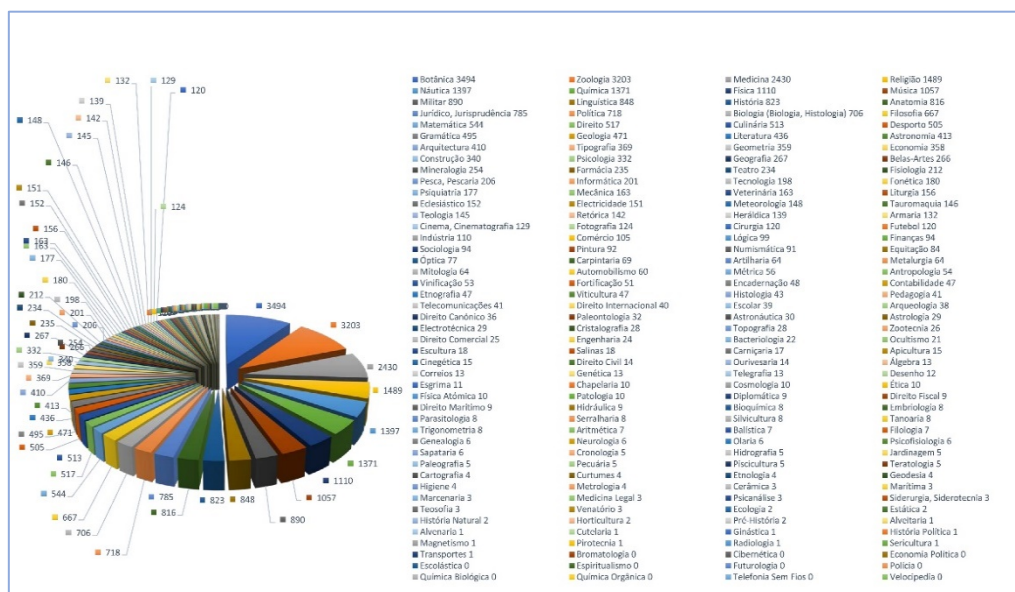 132
129
120
139
142
148
145
146
151
124
152
156
163
163
177
180
212
198
234
201
235
206
267
254
266
332
340
358
359
369
410
413
436
495
471
505
513
517
544
667
706
718
785
816
823
848
890
1057
1110
1371
1397
1489
2430
3203
3494
Botânica 3494 Zoologia 3203 Medicina 2430 Religião 1489
Náutica 1397 Química 1371 Física 1110 Música 1057
Militar 890 Linguística 848 História 823 Anatomia 816
Jurídico, Jurisprudência 785 Política 718 Biologia (Biologia, Histologia) 706 Filosofia 667
Matemática 544 Direito 517 Culinária 513 Desporto 505
Gramática 495 Geologia 471 Literatura 436 Astronomia 413
Arquitetura 410 Tipografia 369 Geometria 359 Economia 358
Construção 340 Psicologia 332 Geografia 267 Belas-Artes 266
Mineralogia 254 Farmácia 235 Teatro 234 Fisiologia 212
Pesca, Pescaria 206 Informática 201 Tecnologia 198 Fonética 180
Psiquiatria 177 Mecânica 163 Veterinária 163 Liturgia 156
Eclesiástico 152 Electricidade 151 Meteorologia 148 Tauromaquia 146
Teologia 145 Retórica 142 Heráldica 139 Armaria 132
Cinema, Cinematografia 129 Fotografia 124 Cirurgia 120 Futebol 120
Indústria 110 Comércio 105 Lógica 99 Finanças 94
Sociologia 94 Pintura 92 Numismática 91 Equitação 84
Óptica 77 Carpintaria 69 Artilharia 64 Metalurgia 64
Mitologia 64 Automobilismo 60 Métrica 56 Antropologia 54
Vinificação 53 Fortificação 51 Encadernação 48 Contabilidade 47
Etnografia 47 Viticultura 47 Histologia 43 Pedagogia 41
Telecomunicações 41 Direito Internacional 40 Escolar 39 Arqueologia 38
Direito Canónico 36 Paleontologia 32 Astronáutica 30 Astrologia 29
Electrotécnica 29 Cristalografia 28 Topografia 28 Zootecnia 26
Direito Comercial 25 Engenharia 24 Bacteriologia 22 Ocultismo 21
Escultura 18 Salinas 18 Carniçaria 17 Apicultura 15
Cinegética 15 Direito Civil 14 Ourivesaria 14 Álgebra 13
Correios 13 Genética 13 Telegrafia 13 Desenho 12
Esgrima 11 Chapelaria 10 Cosmologia 10 Ética 10
Física Atómica 10 Patologia 10 Diplomática 9 Direito Fiscal 9
Direito Marítimo 9 Hidráulica 9 Bioquímica 8 Embriologia 8
Parasitologia 8 Serralharia 8 Silvicultura 8 Tanoaria 8
Trigonometria 8 Aritmética 7 Balística 7 Filologia 7
Genealogia 6 Neurologia 6 Olaria 6 Psicofisiologia 6
Sapataria 6 Cronologia 5 Hidrografia 5 Jardinagem 5
Paleografia 5 Pecuária 5 Piscicultura 5 Teratologia 5
Cartografia 4 Curtumes 4 Etnologia 4 Geodesia 4
Higiene 4 Metrologia 4 Cerâmica 3 Marítima 3
Marcenaria 3 Medicina Legal 3 Psicanálise 3 Siderurgia, Siderotecnia 3
Teosofia 3 Venatório 3 Ecologia 2 Estática 2
História Natural 2 Horticultura 2 Pré-História 2 Alveitaria 1
Alvenaria 1 Cutelaria 1 Ginástica 1 História Política 1
Magnetismo 1 Pirotecnia 1 Radiologia 1 Sericultura 1
Transportes 1 Bromatologia 0 Cibernética 0 Economia Política 0
Escolástica 0 Espiritualismo 0 Futurologia 0 Polícia 0
Química Biológica 0 Química Orgânica 0 Telefonia Sem Fios 0 Velocipedia 0